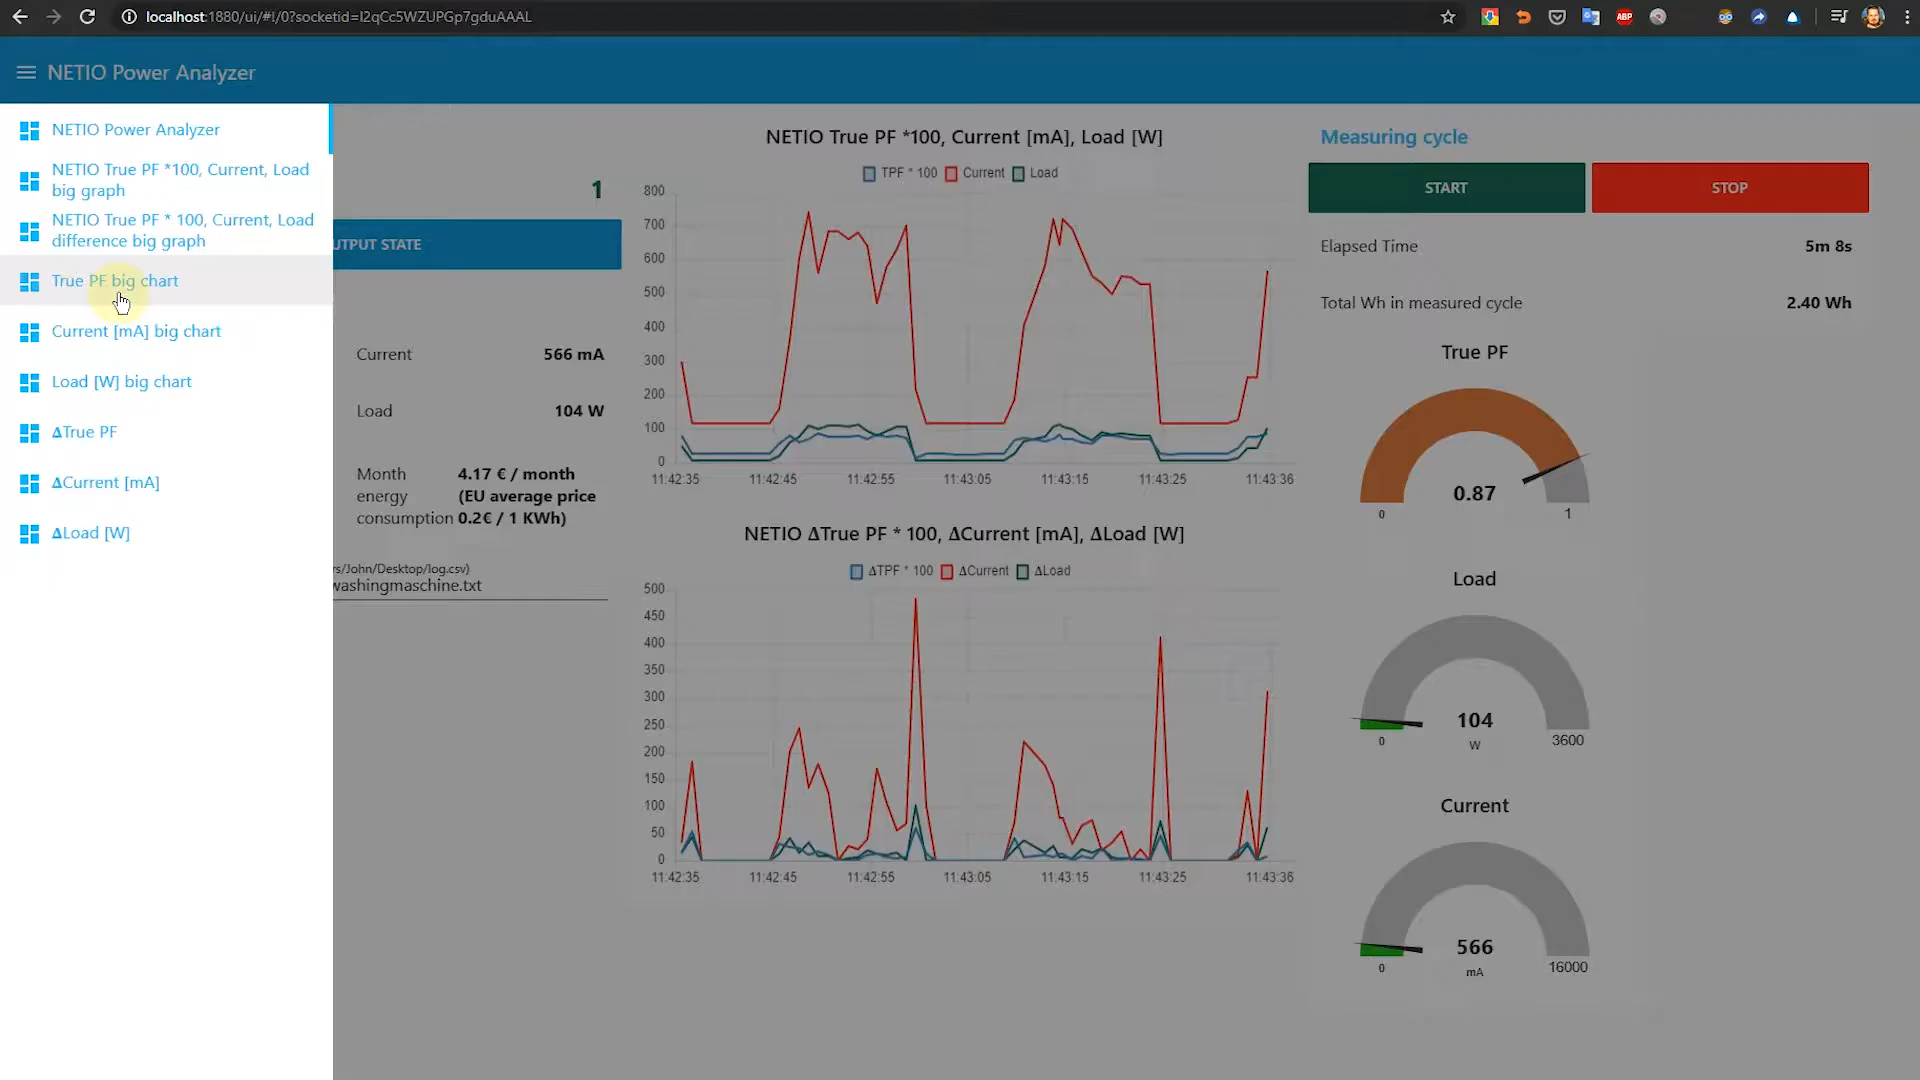 localhost:1880/ui/#!/0?socketid=I2qCc5WZUPGp7gduAAAL
ABP
NETIO Power Analyzer
NETIO Power Analyzer
NETIO True PF *100, Current, Load
big graph
NETIO True PF * 100, Current, Load
difference big graph
True PF big chart
Current [mA] big chart
Load [W] big chart
ΔTrue PF
ΔCurrent [mA]
ΔLoad [W]
1
UTPUT STATE
Current 566 mA
Load 104 W
Month
energy
consumption
4.17 € / month
(EU average price
0.2€ / 1 KWh)
rs/John/Desktop/log.csv)
washingmaschine.txt
NETIO True PF *100, Current [mA], Load [W]
TPF * 100 Current Load
800
700
600
500
400
300
200
100
0
11:42:35 11:42:45 11:42:55 11:43:05 11:43:15 11:43:25 11:43:36
NETIO ΔTrue PF * 100, ΔCurrent [mA], ΔLoad [W]
ΔTPF * 100 ΔCurrent ΔLoad
500
450
400
350
300
250
200
150
100
50
0
11:42:35 11:42:45 11:42:55 11:43:05 11:43:15 11:43:25 11:43:36
Measuring cycle
START STOP
Elapsed Time 5m 8s
Total Wh in measured cycle 2.40 Wh
True PF
0.87
0 1
Load
104
W
0 3600
Current
566
mA
0 16000